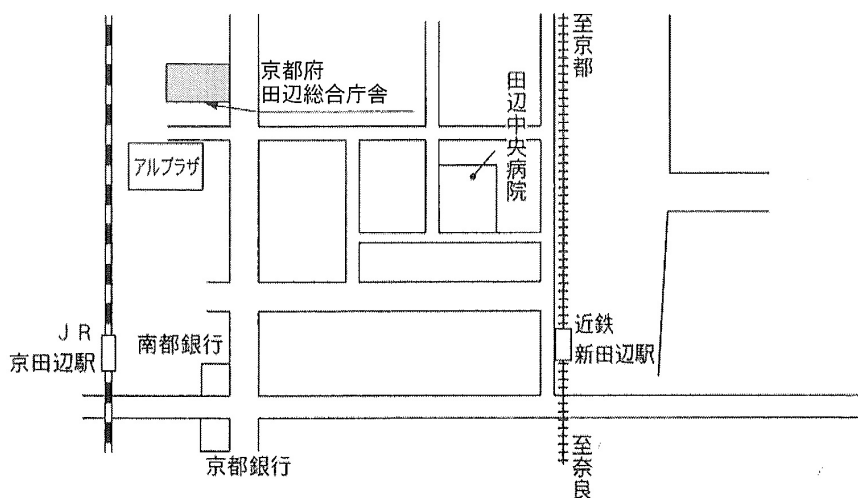 至京都
京都府
田辺総合庁舎
田辺中央病院
アルプラザ
JR
京田辺駅
南都銀行
近鉄
新田辺駅
京都銀行
至奈良